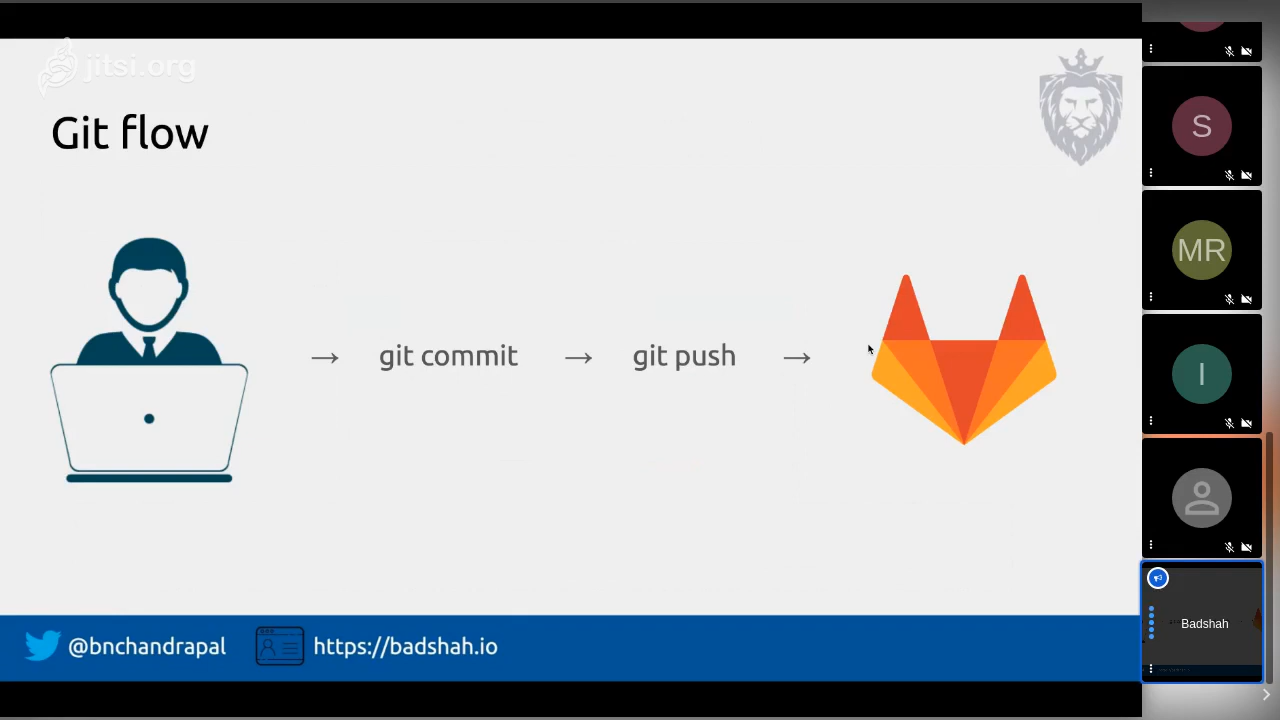 jitsi.org
Git flow
→ git commit → git push →
@bnchandrapal https://badshah.io
S
MR
I
Badshah